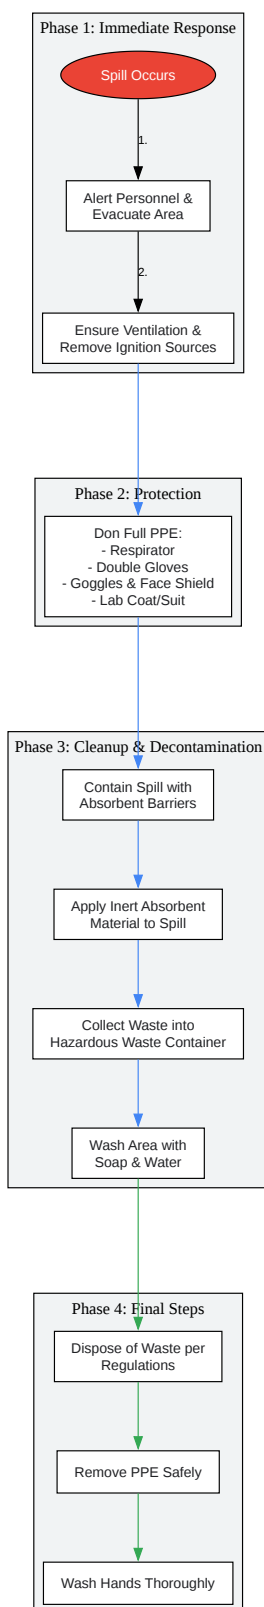 Phase 1: Immediate Response
Spill Occurs
1.
Alert Personnel &
Evacuate Area
2.
Ensure Ventilation &
Remove Ignition Sources
Phase 2: Protection
Don Full PPE:
- Respirator
- Double Gloves
- Goggles & Face Shield
- Lab Coat/Suit
Phase 3: Cleanup & Decontamination
Contain Spill with
Absorbent Barriers
Apply Inert Absorbent
Material to Spill
Collect Waste into
Hazardous Waste Container
Wash Area with
Soap & Water
Phase 4: Final Steps
Dispose of Waste per
Regulations
Remove PPE Safely
Wash Hands Thoroughly